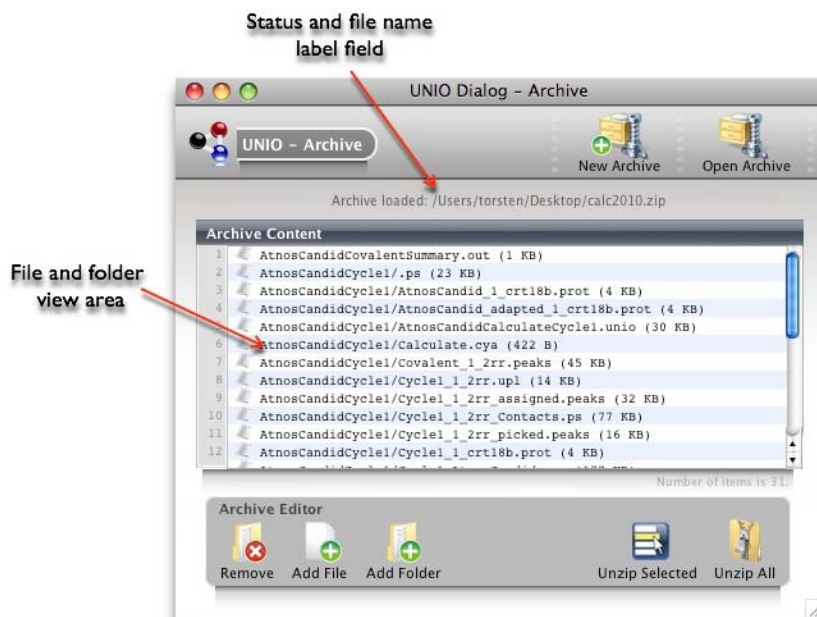 Status and file name
label field
UNIO Dialog - Archive
UNIO - Archive
New Archive
Open Archive
Archive loaded: /Users/torsten/Desktop/calc2010.zip
Archive Content
File and folder
view area
1 AtnosCandidCovalentSummary.out (1 KB)
2 AtnosCandidCycle1/.ps (23 KB)
3 AtnosCandidCycle1/AtnosCandid_1_crt18b.prot (4 KB)
4 AtnosCandidCycle1/AtnosCandid_adapted_1_crt18b.prot (4 KB)
AtnosCandidCycle1/AtnosCandidCalculateCycle1.unio (30 KB)
6 AtnosCandidCycle1/Calculate.cya (422 B)
7 AtnosCandidCycle1/Covalent_1_2rr.peaks (45 KB)
8 AtnosCandidCycle1/Cycle1_1_2rr.upl (14 KB)
9 AtnosCandidCycle1/Cycle1_1_2rr_assigned.peaks (32 KB)
10 AtnosCandidCycle1/Cycle1_1_2rr_Contacts.ps (77 KB)
11 AtnosCandidCycle1/Cycle1_1_2rr_picked.peaks (16 KB)
12 AtnosCandidCycle1/Cycle1_1_crt18b.prot (4 KB)
Number of items is 31.
Archive Editor
Remove
Add File
Add Folder
Unzip Selected
Unzip All